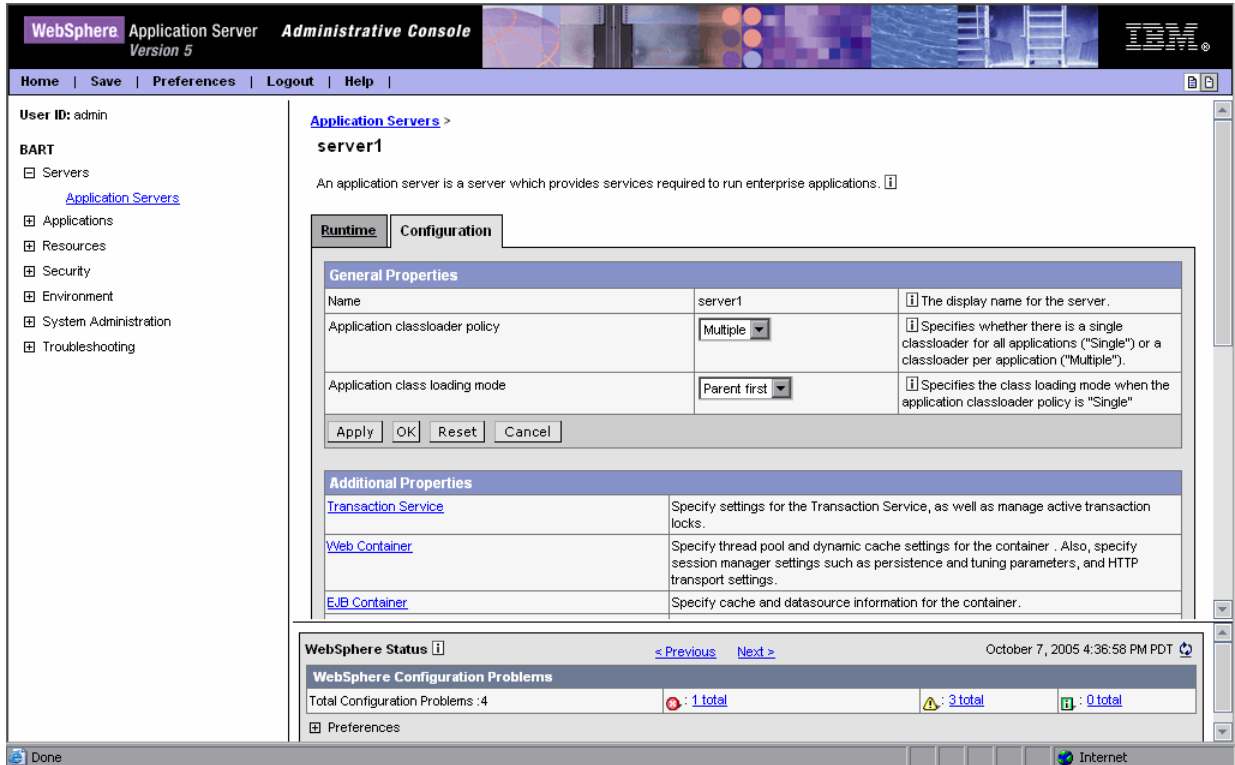 WebSphere Application Server Administrative Console
Version 5
IBM®
Home | Save | Preferences | Logout | Help |
User ID: admin
BART
Servers
Application Servers
Applications
Resources
Security
Environment
System Administration
Troubleshooting
Application Servers >
server1
An application server is a server which provides services required to run enterprise applications. i
Runtime Configuration
General Properties
Name server1 i The display name for the server.
Application classloader policy Multiple i Specifies whether there is a single
classloader for all applications ("Single") or a
classloader per application ("Multiple").
Application class loading mode Parent first i Specifies the class loading mode when the
application classloader policy is "Single"
Apply OK Reset Cancel
Additional Properties
Transaction Service Specify settings for the Transaction Service, as well as manage active transaction
locks.
Web Container Specify thread pool and dynamic cache settings for the container . Also, specify
session manager settings such as persistence and tuning parameters, and HTTP
transport settings.
EJB Container Specify cache and datasource information for the container.
WebSphere Status i < Previous Next > October 7, 2005 4:36:58 PM PDT
WebSphere Configuration Problems
Total Configuration Problems :4 : 1 total : 3 total : 0 total
Preferences
Done Internet